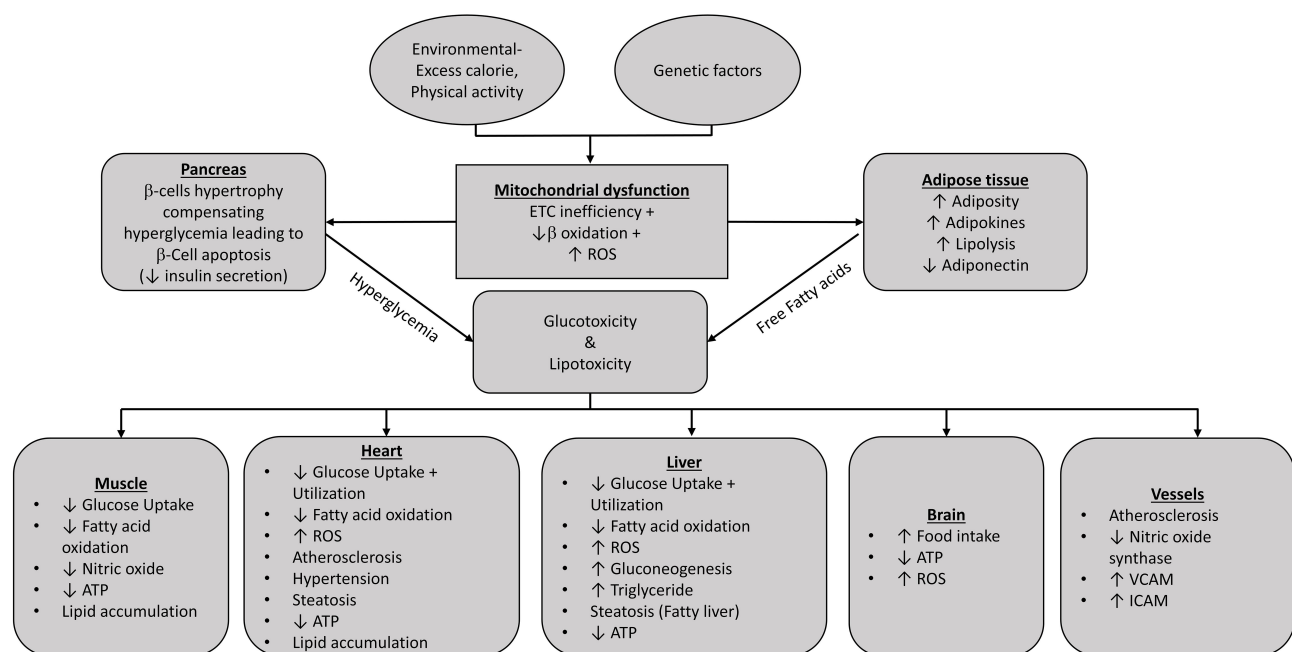 Environmental-
Excess calorie,
Physical activity
Genetic factors
Pancreas
β-cells hypertrophy
compensating
hyperglycemia leading to
β-Cell apoptosis
(↓ insulin secretion)
Mitochondrial dysfunction
ETC inefficiency +
↓β oxidation +
↑ ROS
Adipose tissue
↑ Adiposity
↑ Adipokines
↑ Lipolysis
↓ Adiponectin
Hyperglycemia
Free Fatty acids
Glucotoxicity
&
Lipotoxicity
Muscle
• ↓ Glucose Uptake
• ↓ Fatty acid
oxidation
• ↓ Nitric oxide
• ↓ ATP
• Lipid accumulation
Heart
• ↓ Glucose Uptake +
Utilization
• ↓ Fatty acid oxidation
• ↑ ROS
• Atherosclerosis
• Hypertension
• Steatosis
• ↓ ATP
• Lipid accumulation
Liver
• ↓ Glucose Uptake +
Utilization
• ↓ Fatty acid oxidation
• ↑ ROS
• ↑ Gluconeogenesis
• ↑ Triglyceride
• Steatosis (Fatty liver)
• ↓ ATP
Brain
• ↑ Food intake
• ↓ ATP
• ↑ ROS
Vessels
• Atherosclerosis
• ↓ Nitric oxide
synthase
• ↑ VCAM
• ↑ ICAM